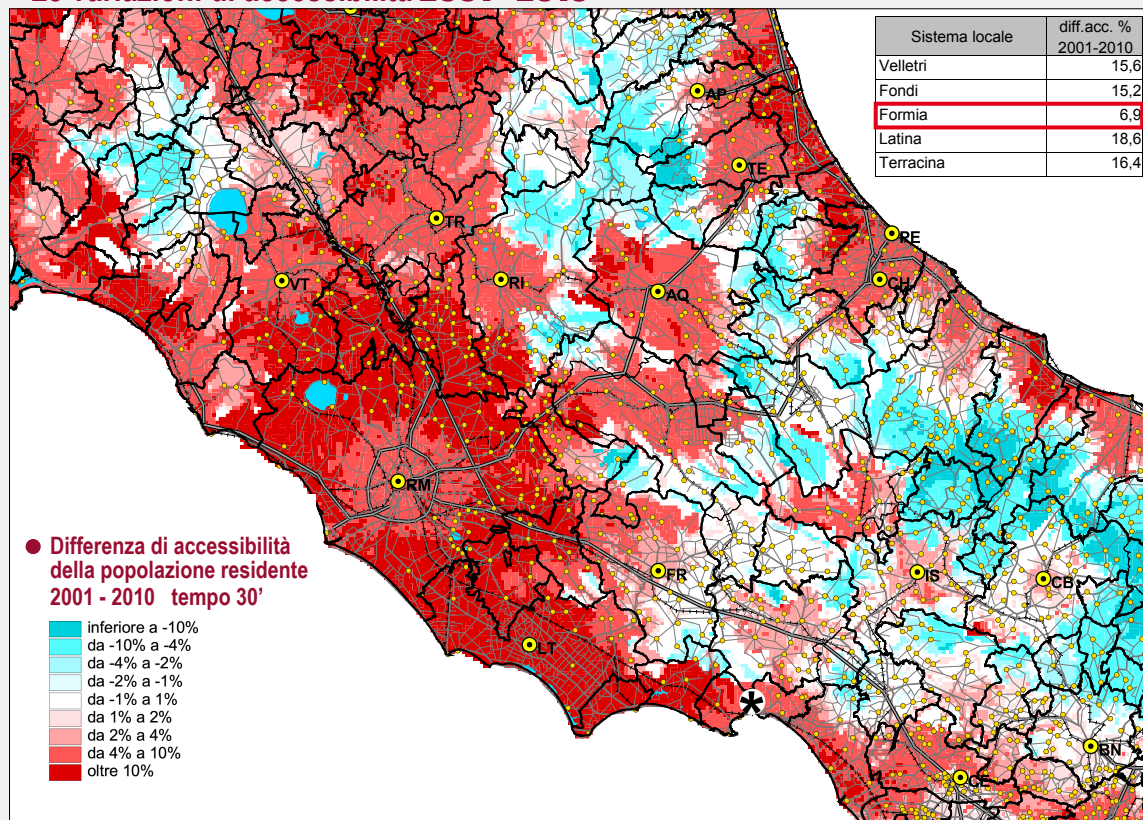 Sistema locale diff.acc. % 2001-2010
Velletri 15,6
Fondi 15,2
Formia 6,9
Latina 18,6
Terracina 16,4
AP
TE
TR
PE
CH
VT
RI
AQ
RM
FR
IS
CB
LT
*
BN
CE
● Differenza di accessibilità
della popolazione residente
2001 - 2010 tempo 30'
inferiore a -10%
da -10% a -4%
da -4% a -2%
da -2% a -1%
da -1% a 1%
da 1% a 2%
da 2% a 4%
da 4% a 10%
oltre 10%